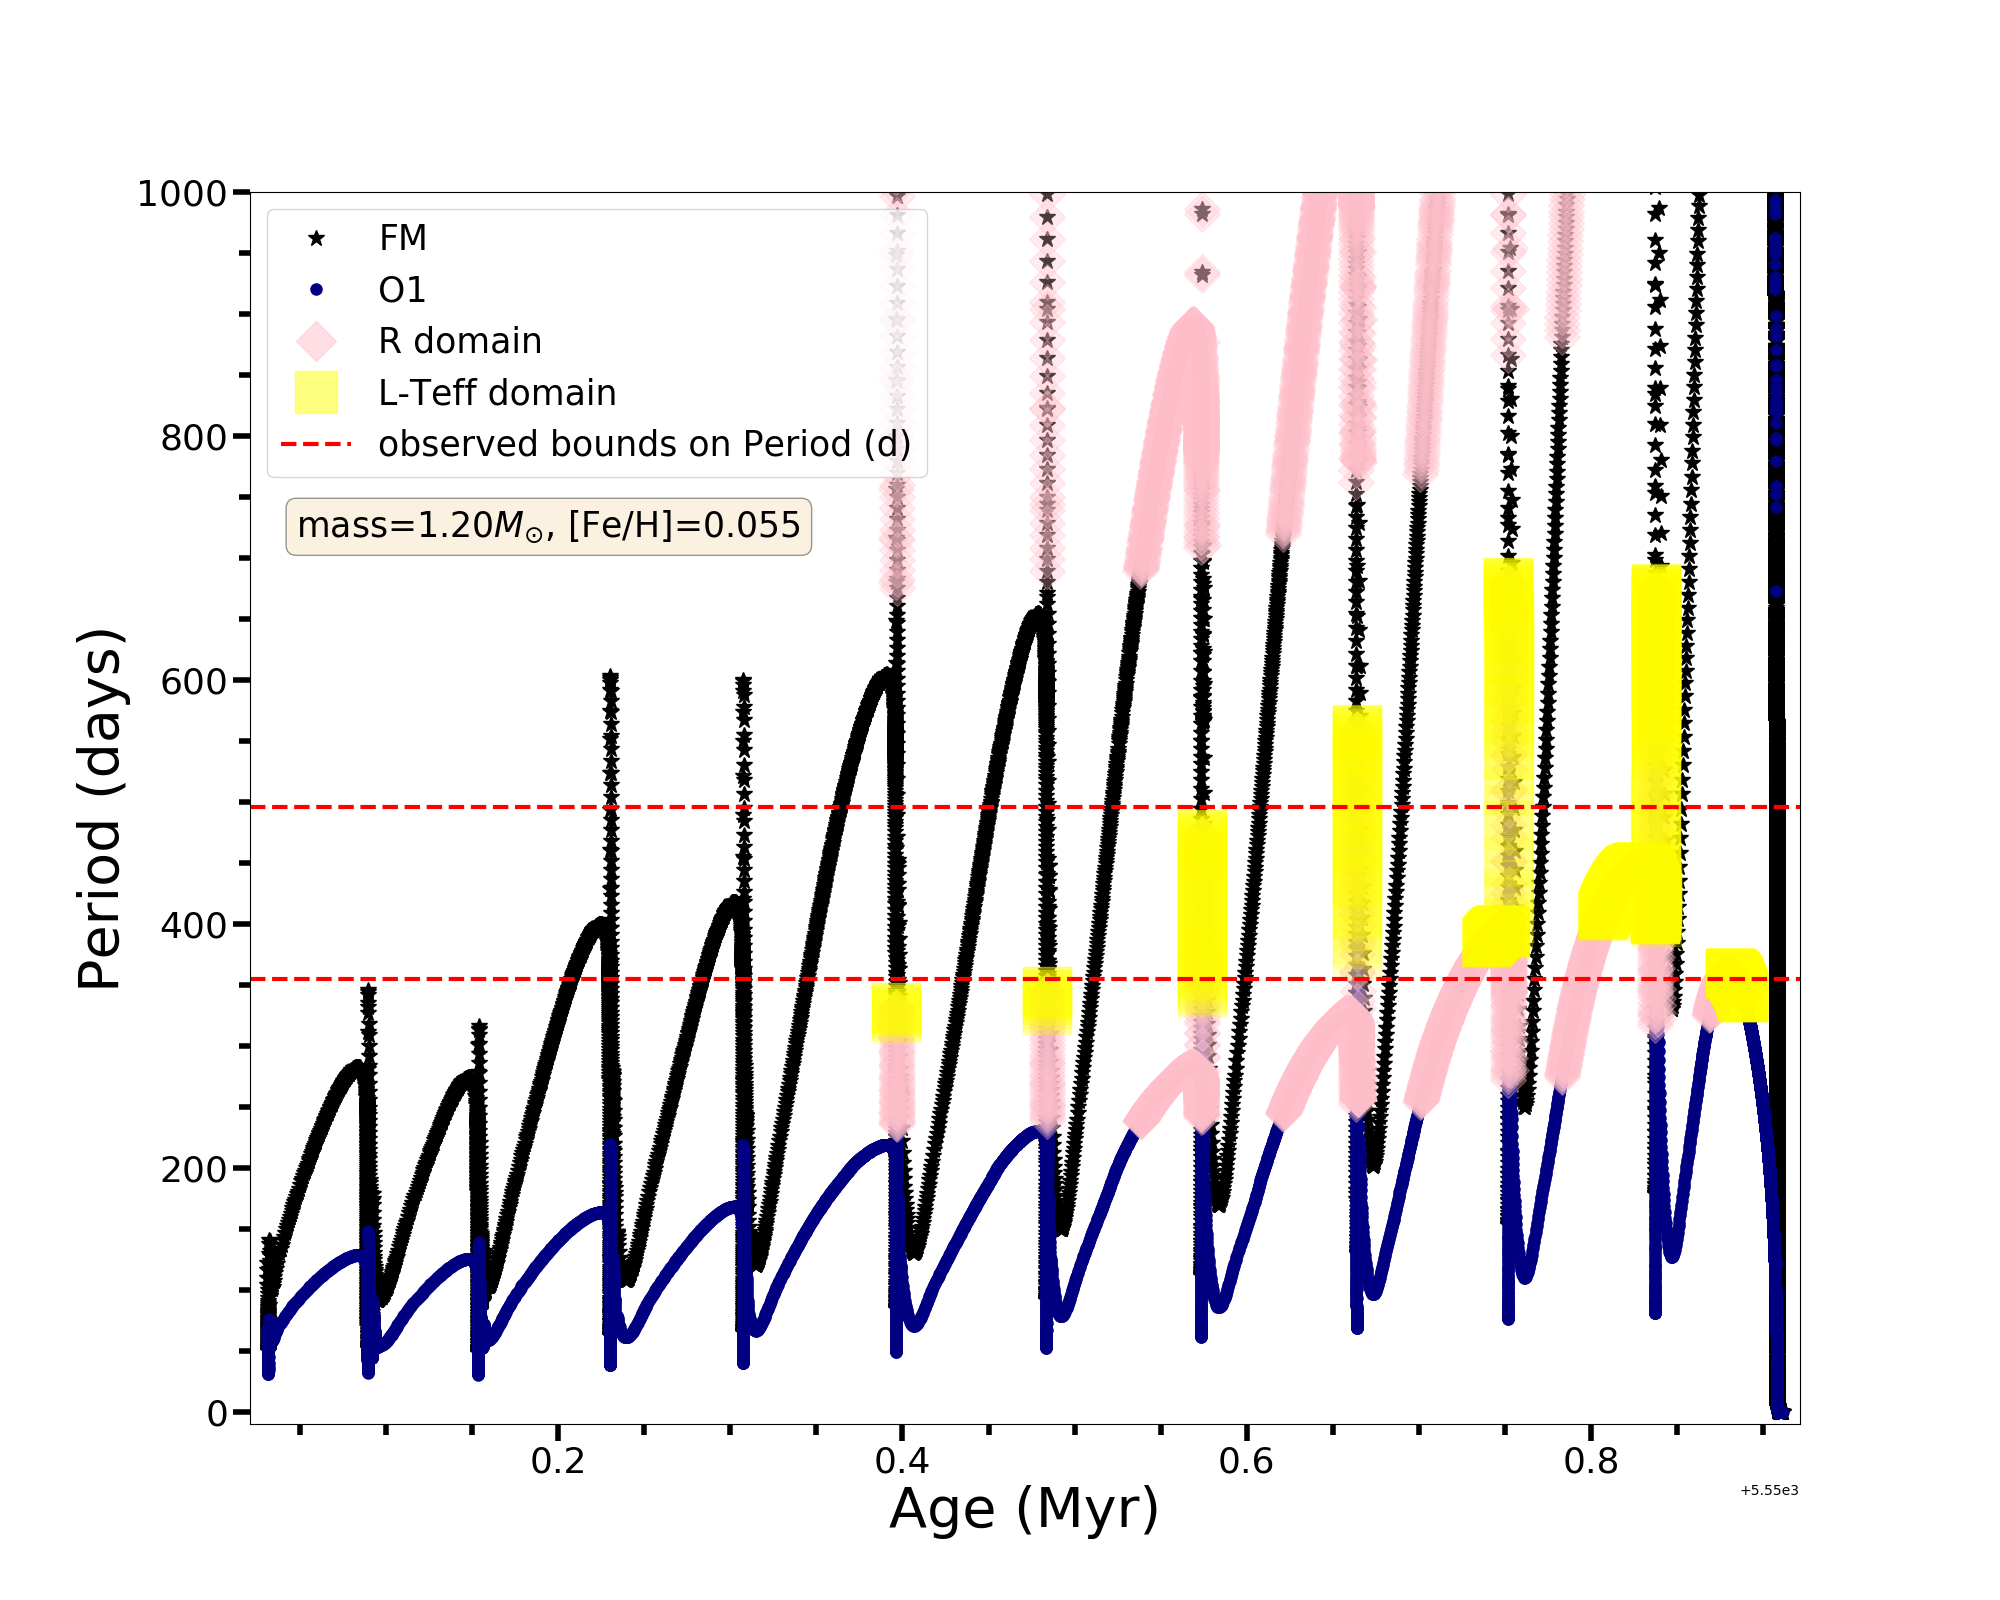 1000
800
600
400
200
0
Period (days)
FM
O1
R domain
L-Teff domain
observed bounds on Period (d)
mass=1.20M⊙, [Fe/H]=0.055
0.2 0.4 0.6 0.8
+5.55e3
Age (Myr)